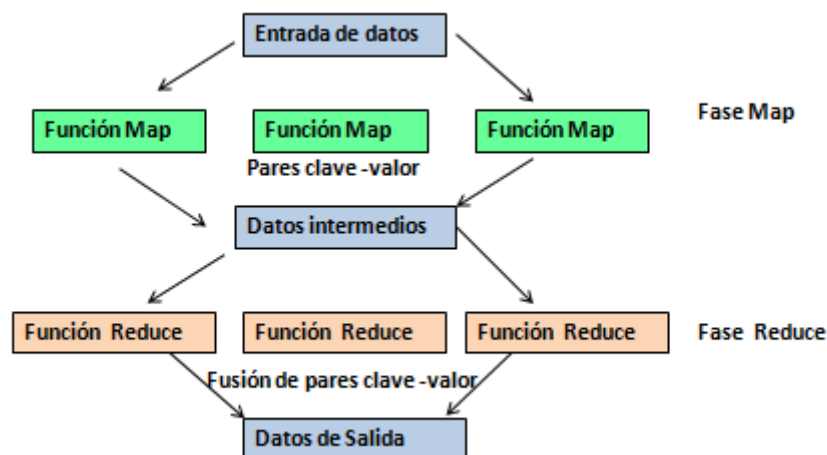 Entrada de datos
Función Map
Función Map
Función Map
Fase Map
Pares clave -valor
Datos intermedios
Función Reduce
Función Reduce
Función Reduce
Fase Reduce
Fusión de pares clave -valor
Datos de Salida